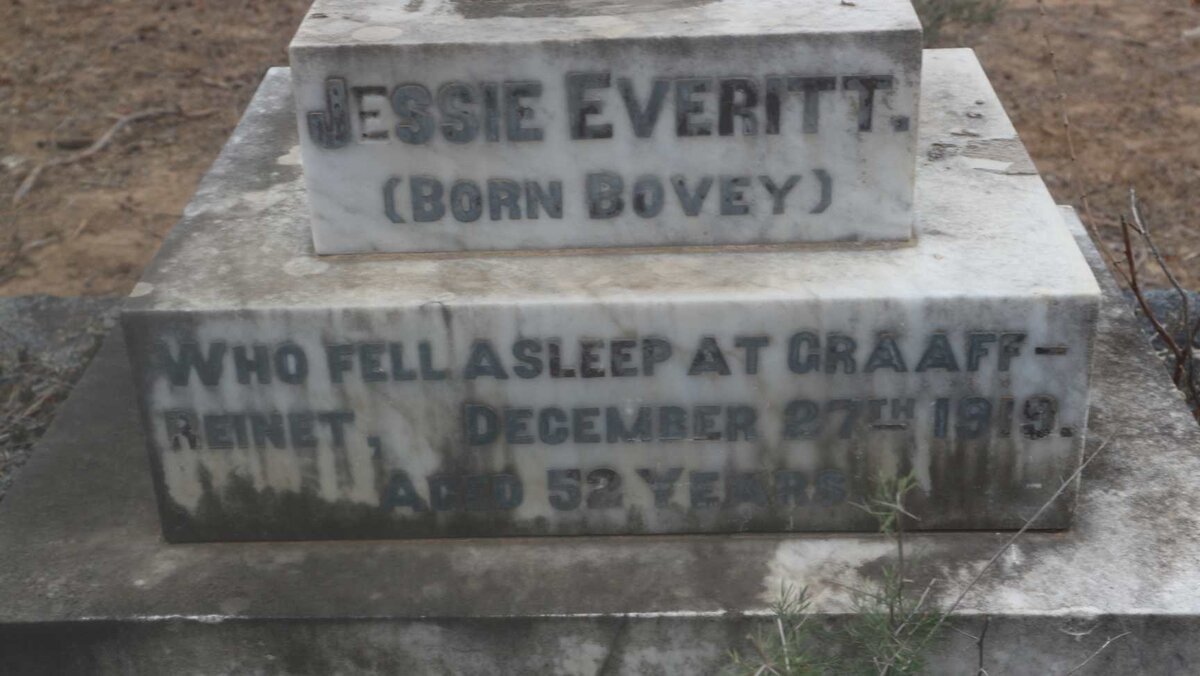 JESSIE EVERITT.
(BORN BOVEY)
WHO FELL ASLEEP AT GRAAFF-
REINET, DECEMBER 27TH 1919.
AGED 52 YEARS